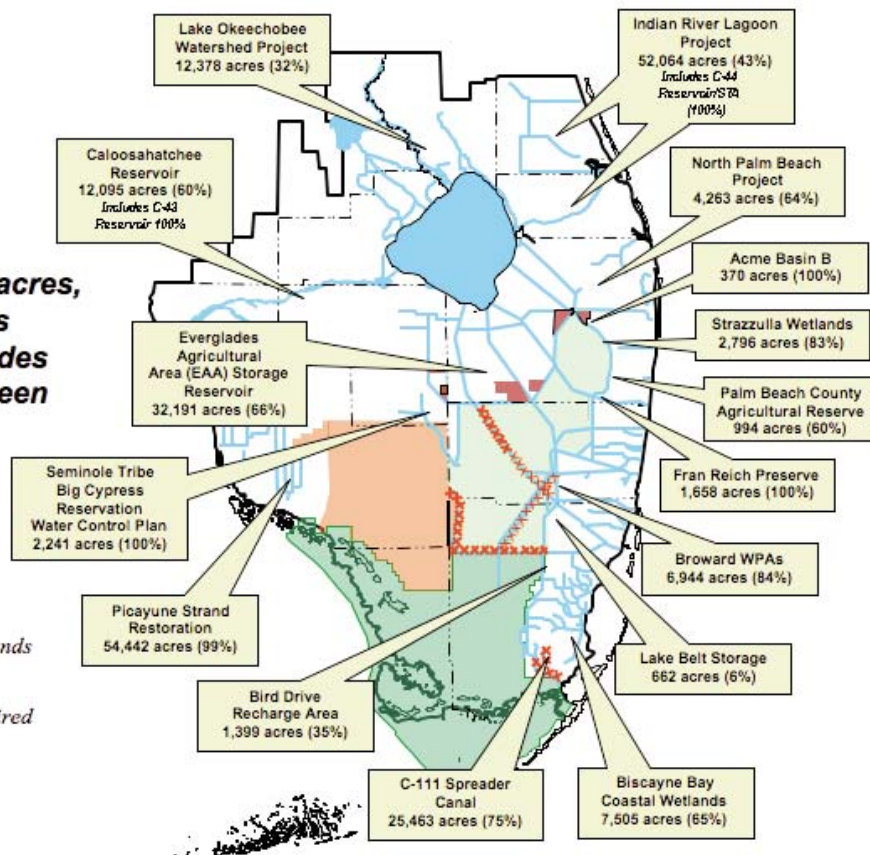 Lake Okeechobee
Watershed Project
12,378 acres (32%)
Indian River Lagoon
Project
52,064 acres (43%)
Includes C-44
Reservoir/STA
(100%)
Caloosahatchee
Reservoir
12,095 acres (60%)
Includes C-43
Reservoir 100%
North Palm Beach
Project
4,263 acres (64%)
Acme Basin B
370 acres (100%)
acres,
s
des
een
Everglades
Agricultural
Area (EAA) Storage
Reservoir
32,191 acres (66%)
Strazzulla Wetlands
2,796 acres (83%)
Palm Beach County
Agricultural Reserve
994 acres (60%)
Seminole Tribe
Big Cypress
Reservation
Water Control Plan
2,241 acres (100%)
Fran Reich Preserve
1,658 acres (100%)
Broward WPAs
6,944 acres (84%)
Picayune Strand
Restoration
54,442 acres (99%)
nds
ired
Lake Belt Storage
662 acres (6%)
Bird Drive
Recharge Area
1,399 acres (35%)
C-111 Spreader
Canal
25,463 acres (75%)
Biscayne Bay
Coastal Wetlands
7,505 acres (65%)